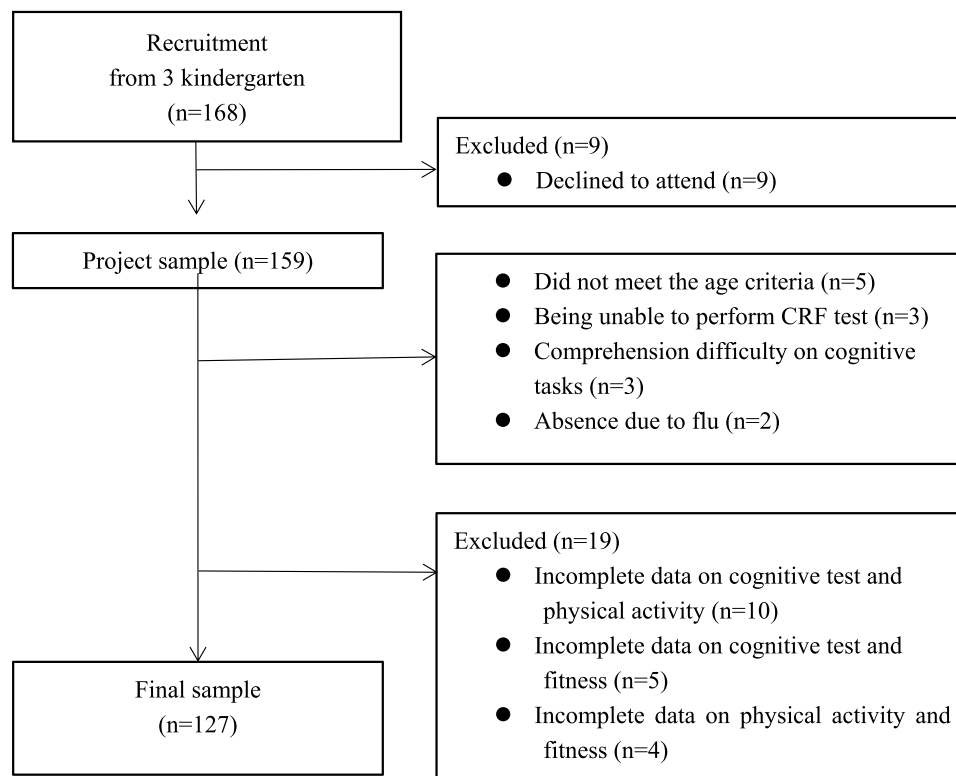 Recruitment
from 3 kindergarten
(n=168)
Excluded (n=9)
● Declined to attend (n=9)
Project sample (n=159)
● Did not meet the age criteria (n=5)
● Being unable to perform CRF test (n=3)
● Comprehension difficulty on cognitive
tasks (n=3)
● Absence due to flu (n=2)
Excluded (n=19)
● Incomplete data on cognitive test and
physical activity (n=10)
● Incomplete data on cognitive test and
fitness (n=5)
● Incomplete data on physical activity and
fitness (n=4)
Final sample
(n=127)